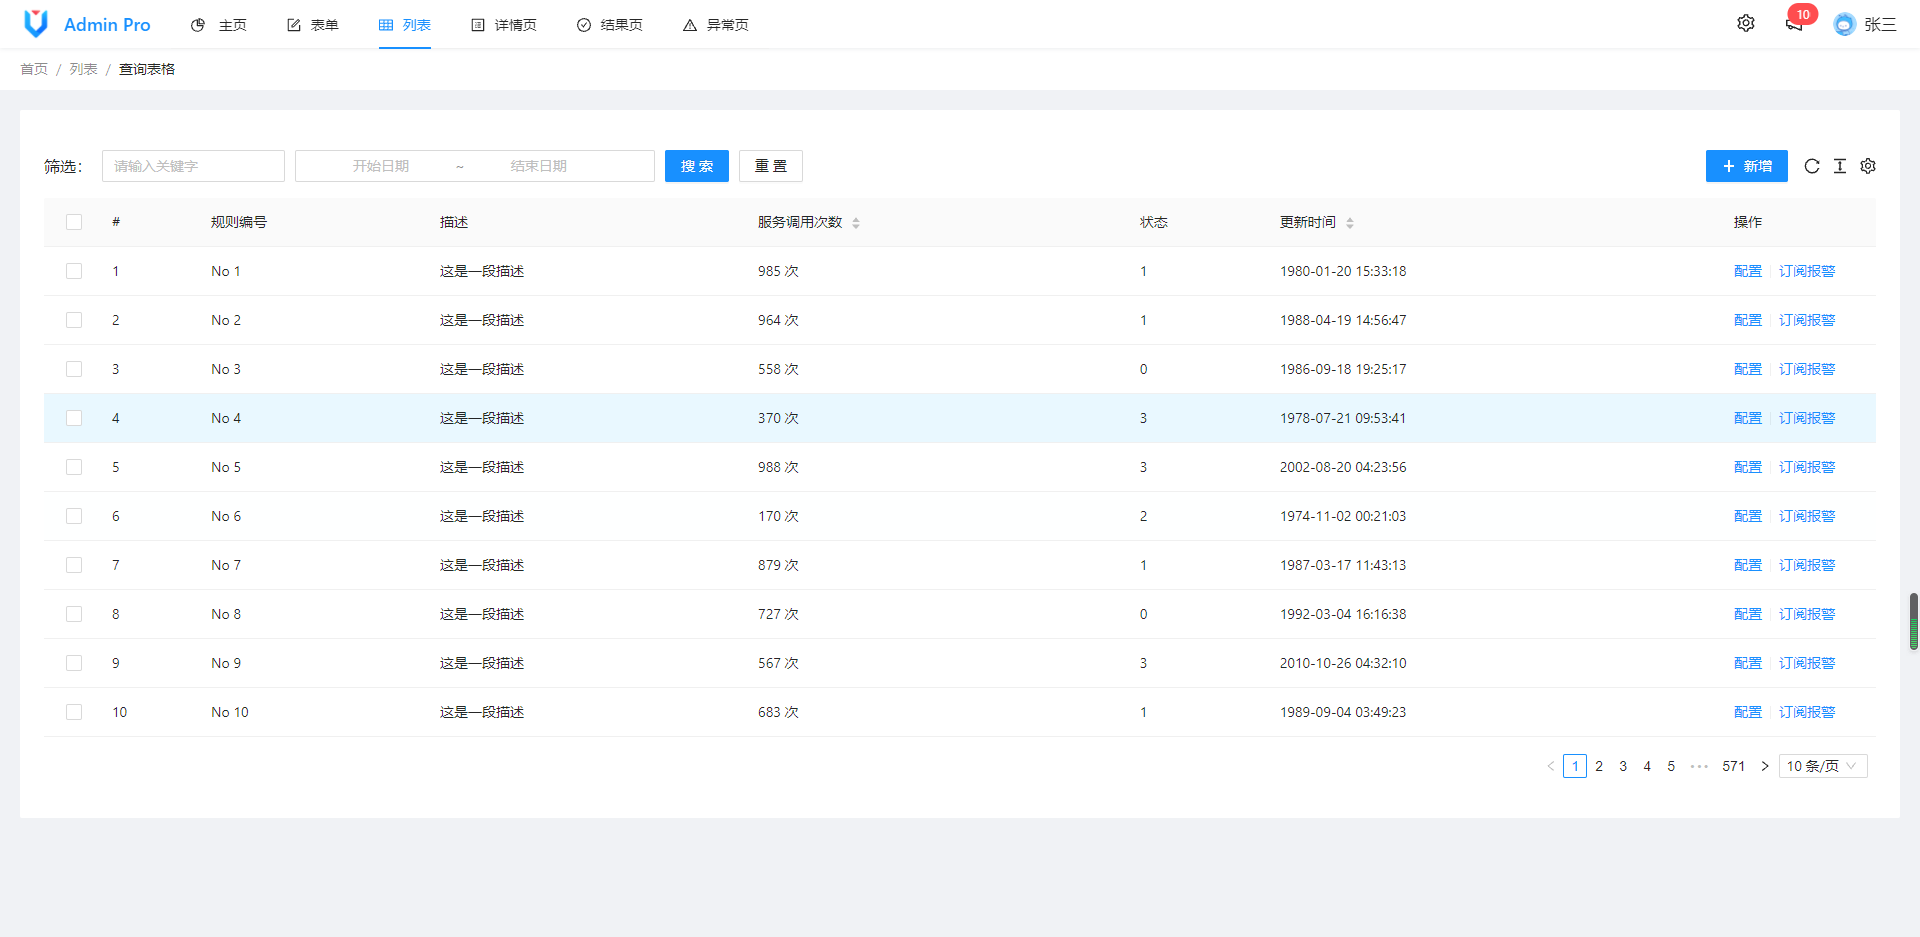 Admin Pro 主页 表单 列表 详情页 结果页 异常页 10 张三
首页 / 列表 / 查询表格
筛选: 请输入关键字 开始日期 ~ 结束日期 搜 索 重 置 + 新增
# 规则编号 描述 服务调用次数 状态 更新时间 操作
1 No 1 这是一段描述 985 次 1 1980-01-20 15:33:18 配置 订阅报警
2 No 2 这是一段描述 964 次 1 1988-04-19 14:56:47 配置 订阅报警
3 No 3 这是一段描述 558 次 0 1986-09-18 19:25:17 配置 订阅报警
4 No 4 这是一段描述 370 次 3 1978-07-21 09:53:41 配置 订阅报警
5 No 5 这是一段描述 988 次 3 2002-08-20 04:23:56 配置 订阅报警
6 No 6 这是一段描述 170 次 2 1974-11-02 00:21:03 配置 订阅报警
7 No 7 这是一段描述 879 次 1 1987-03-17 11:43:13 配置 订阅报警
8 No 8 这是一段描述 727 次 0 1992-03-04 16:16:38 配置 订阅报警
9 No 9 这是一段描述 567 次 3 2010-10-26 04:32:10 配置 订阅报警
10 No 10 这是一段描述 683 次 1 1989-09-04 03:49:23 配置 订阅报警
< 1 2 3 4 5 ••• 571 > 10 条/页